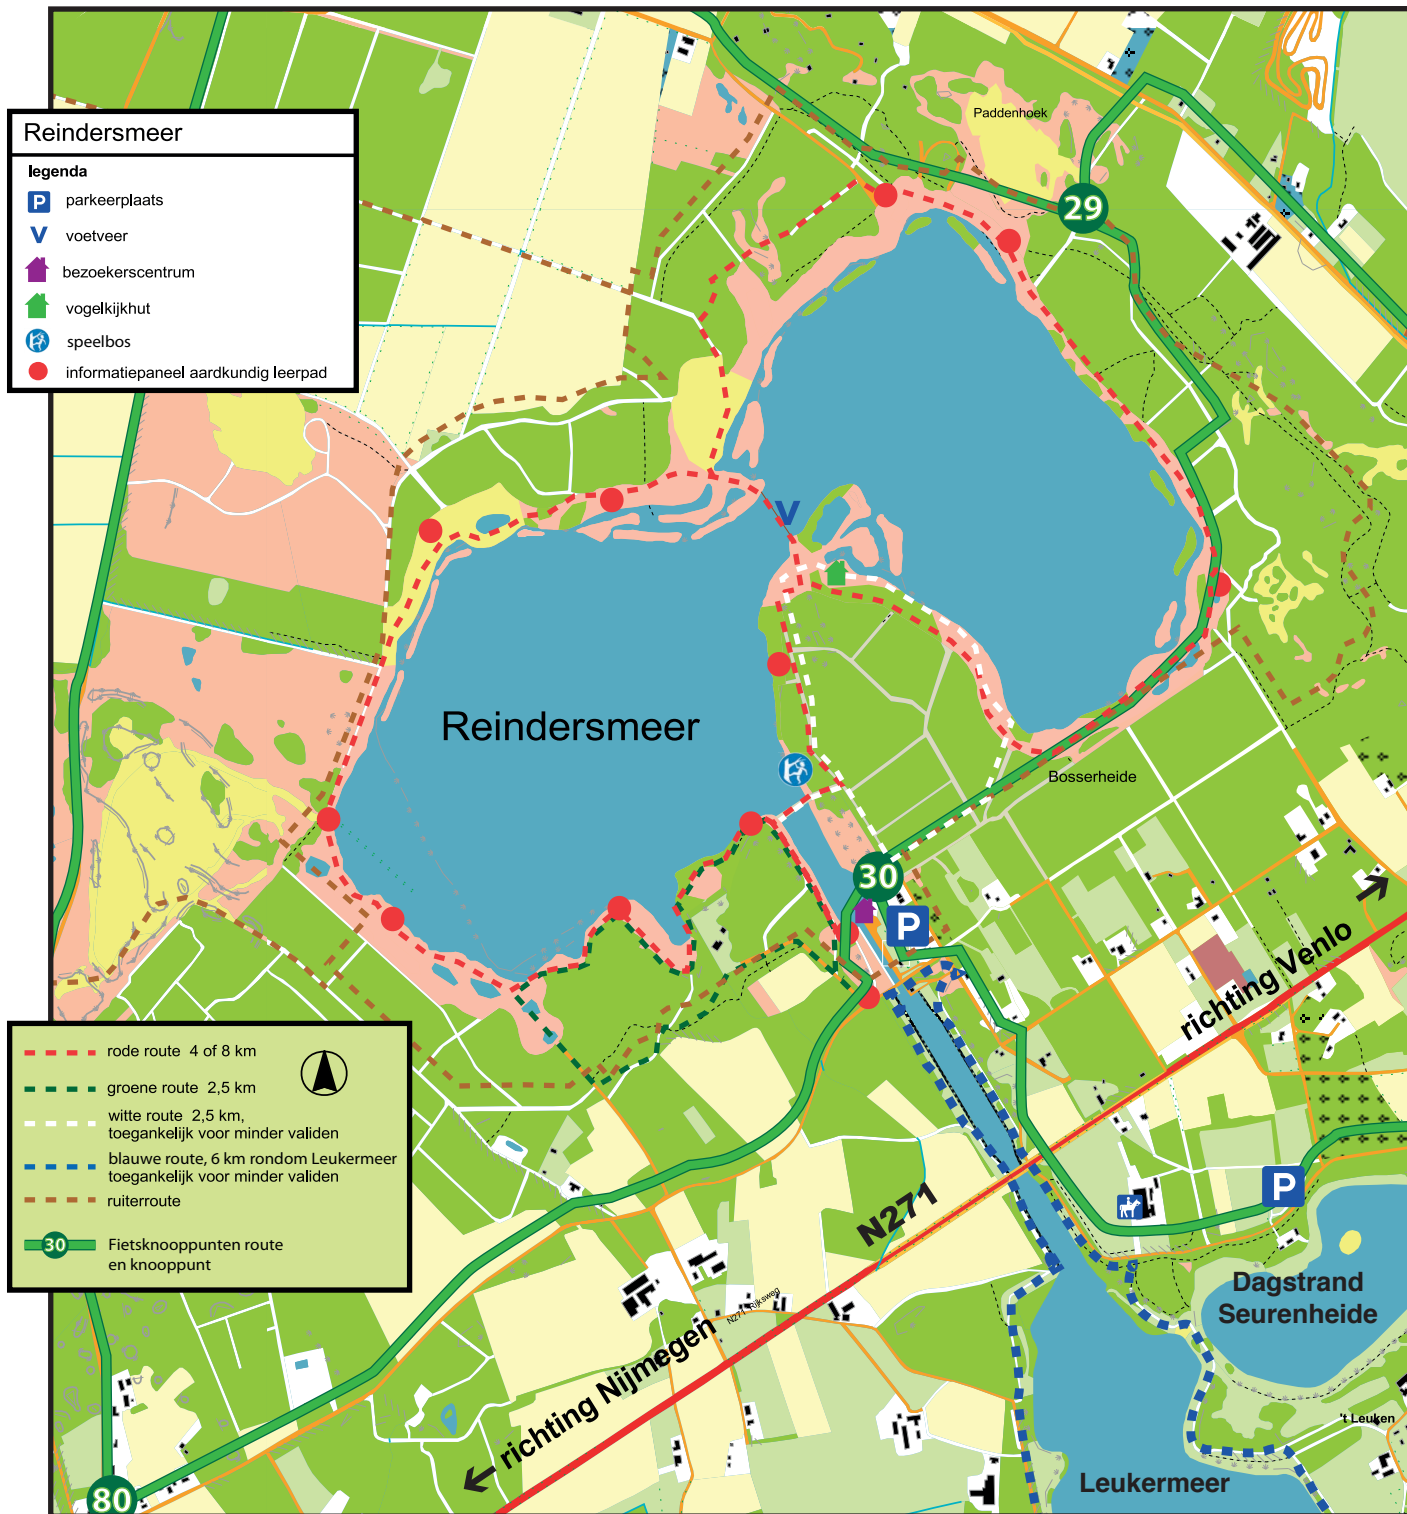 Reindersmeer
legenda
P parkeerplaats
V voetveer
bezoekerscentrum
vogelkijkhut
speelbos
informatiepaneel aardkundig leerpad
Paddenhoek
29
V
Reindersmeer
Bosserheide
30
P
richting Venlo
rode route 4 of 8 km
groene route 2,5 km
witte route 2,5 km,
toegankelijk voor minder validen
blauwe route, 6 km rondom Leukermeer
toegankelijk voor minder validen
ruiterroute
30 Fietsknooppunten route
en knooppunt
P
N271
N271 Rijksweg
Dagstrand
Seurenheide
richting Nijmegen
't Leuken
Leukermeer
80